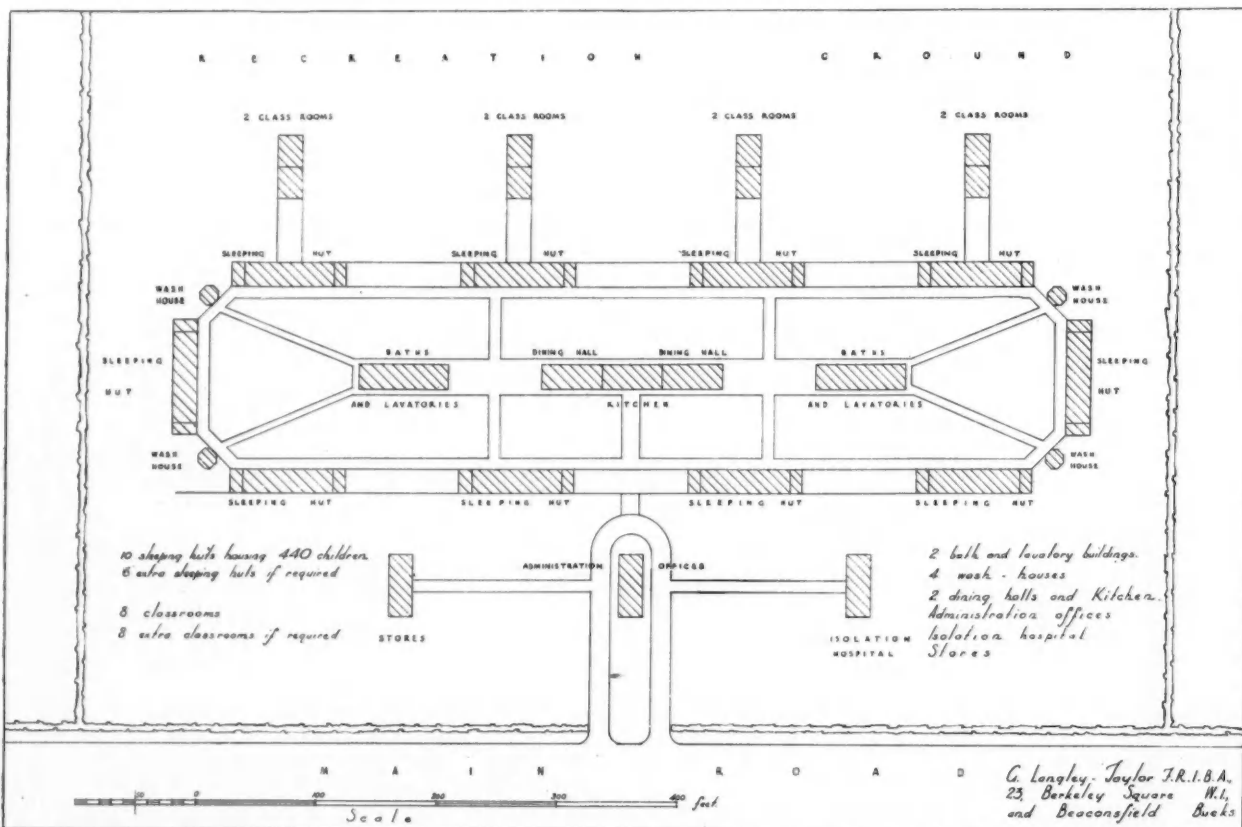 RECREATION GROUND
2 CLASS ROOMS 2 CLASS ROOMS 2 CLASS ROOMS 2 CLASS ROOMS
SLEEPING HUT SLEEPING HUT SLEEPING HUT SLEEPING HUT
WASH HOUSE
WASH HOUSE
SLEEPING HUT
BATHS AND LAVATORIES
DINING HALL DINING HALL
KITCHEN
BATHS AND LAVATORIES
SLEEPING HUT
WASH HOUSE
WASH HOUSE
SLEEPING HUT SLEEPING HUT SLEEPING HUT SLEEPING HUT
10 sleeping huts housing 440 children
6 extra sleeping huts if required
8 classrooms
8 extra classrooms if required
ADMINISTRATION OFFICES
STORES
ISOLATION
HOSPITAL
2 bath and lavatory buildings.
4 wash-houses
2 dining halls and Kitchen.
Administration offices
Isolation hospital
Stores
MAIN ROAD
50 0 100 200 300 400 feet
Scale
G. Langley-Taylor F.R.I.B.A.,
23, Berkeley Square W.1,
and Beaconsfield Bucks